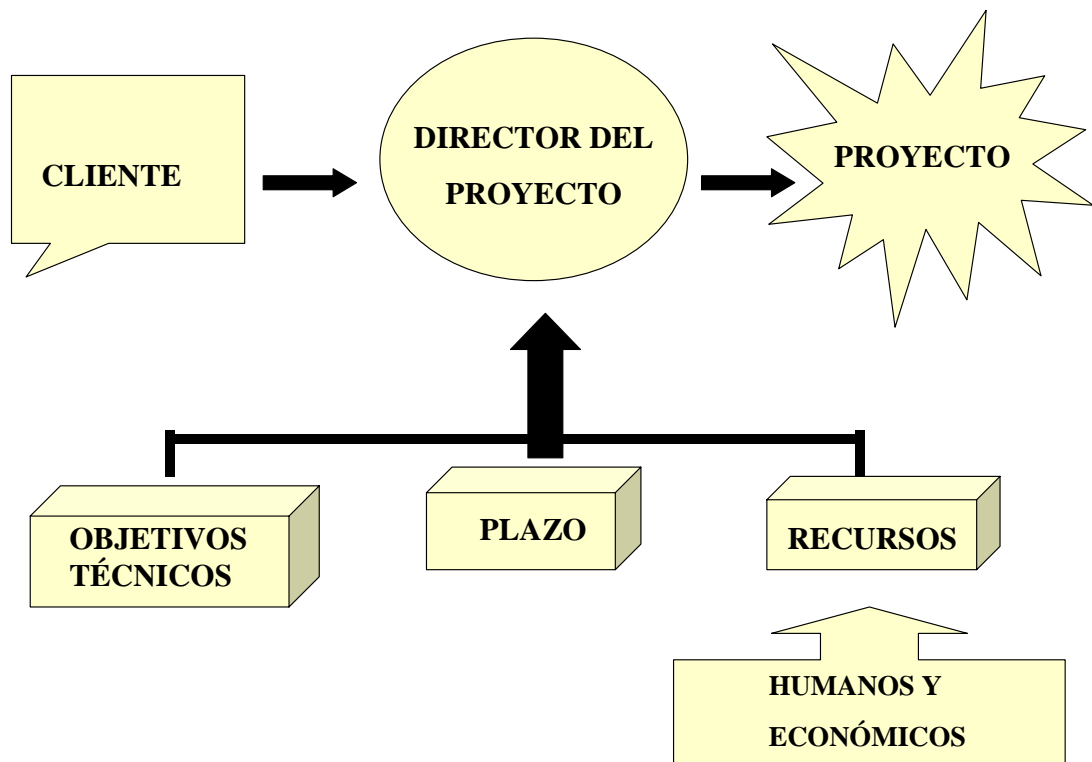 CLIENTE
DIRECTOR DEL
PROYECTO
PROYECTO
OBJETIVOS
TÉCNICOS
PLAZO
RECURSOS
HUMANOS Y
ECONÓMICOS